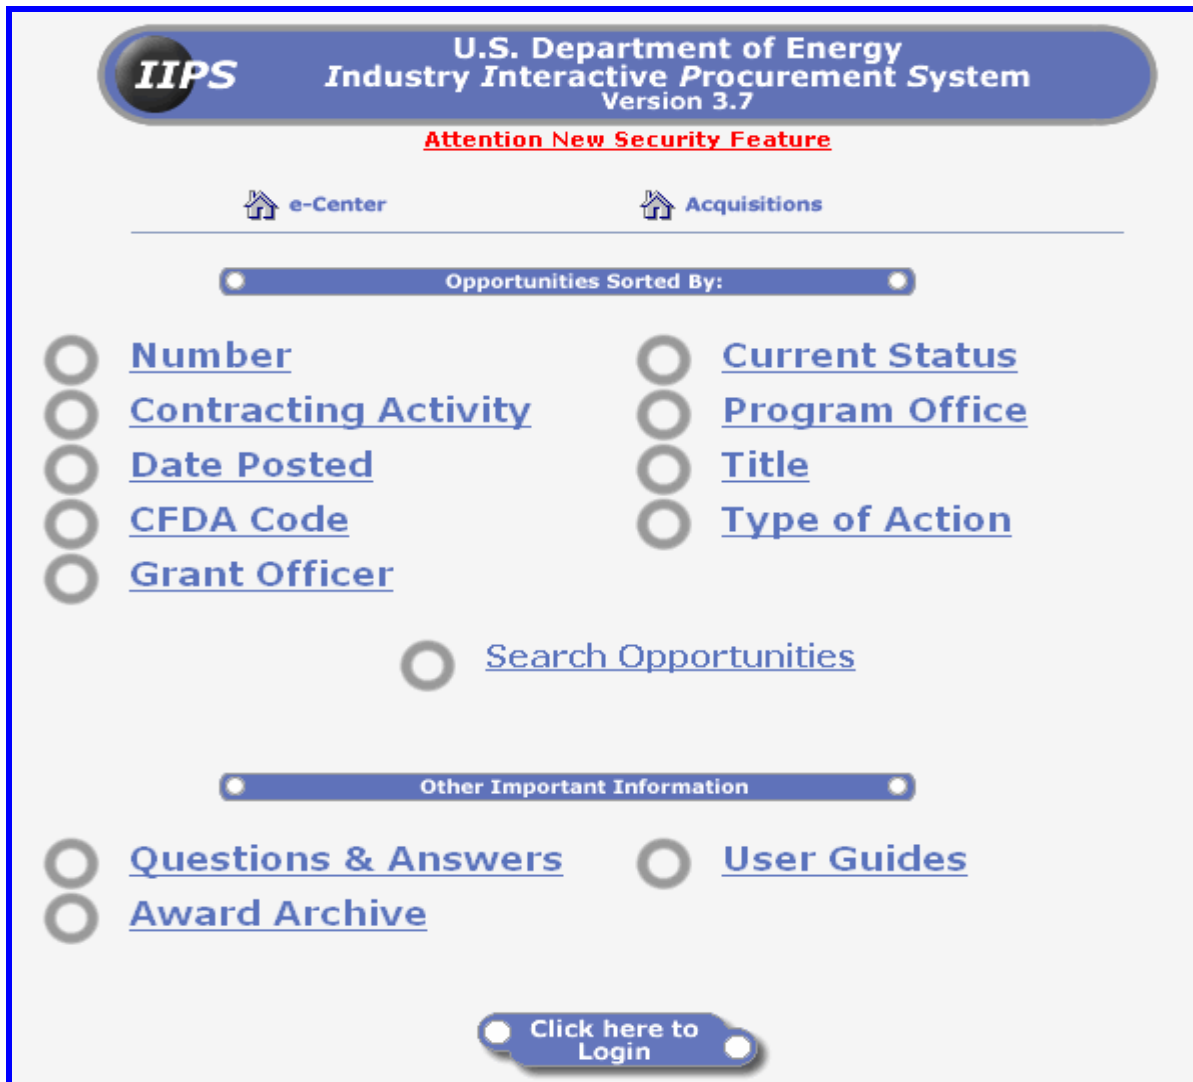 IIPS
U.S. Department of Energy
Industry Interactive Procurement System
Version 3.7
Attention New Security Feature
e-Center
Acquisitions
Opportunities Sorted By:
Number
Current Status
Contracting Activity
Program Office
Date Posted
Title
CFDA Code
Type of Action
Grant Officer
Search Opportunities
Other Important Information
Questions & Answers
User Guides
Award Archive
Click here to
Login